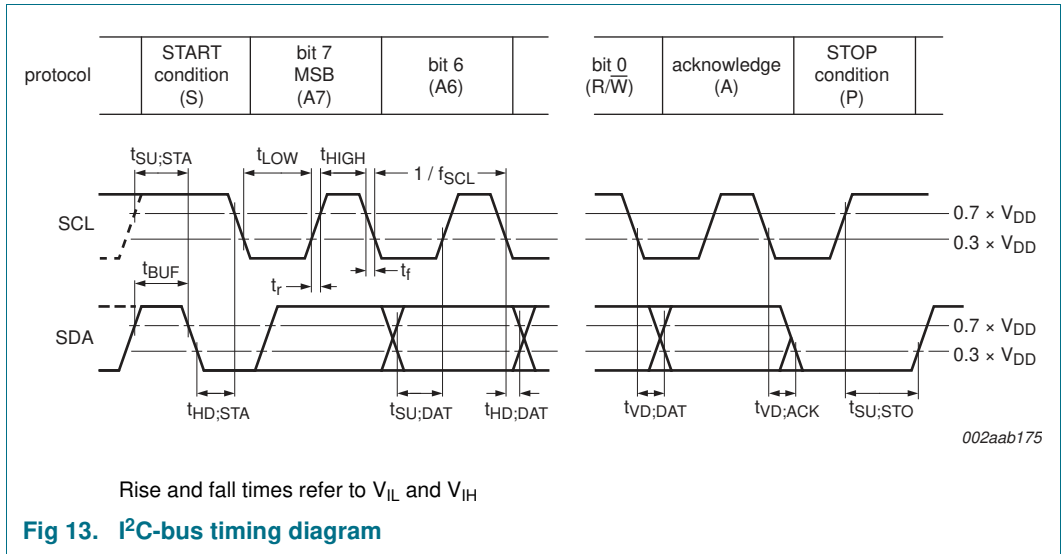 protocol
START
condition
(S)
bit 7
MSB
(A7)
bit 6
(A6)
bit 0
(R/W̅)
acknowledge
(A)
STOP
condition
(P)
tSU;STA
tLOW
tHIGH
1 / fSCL
SCL
0.7 × VDD
0.3 × VDD
tBUF
tr
tf
SDA
0.7 × VDD
0.3 × VDD
tHD;STA
tSU;DAT
tHD;DAT
tVD;DAT
tVD;ACK
tSU;STO
002aab175
Rise and fall times refer to VIL and VIH
Fig 13. I²C-bus timing diagram